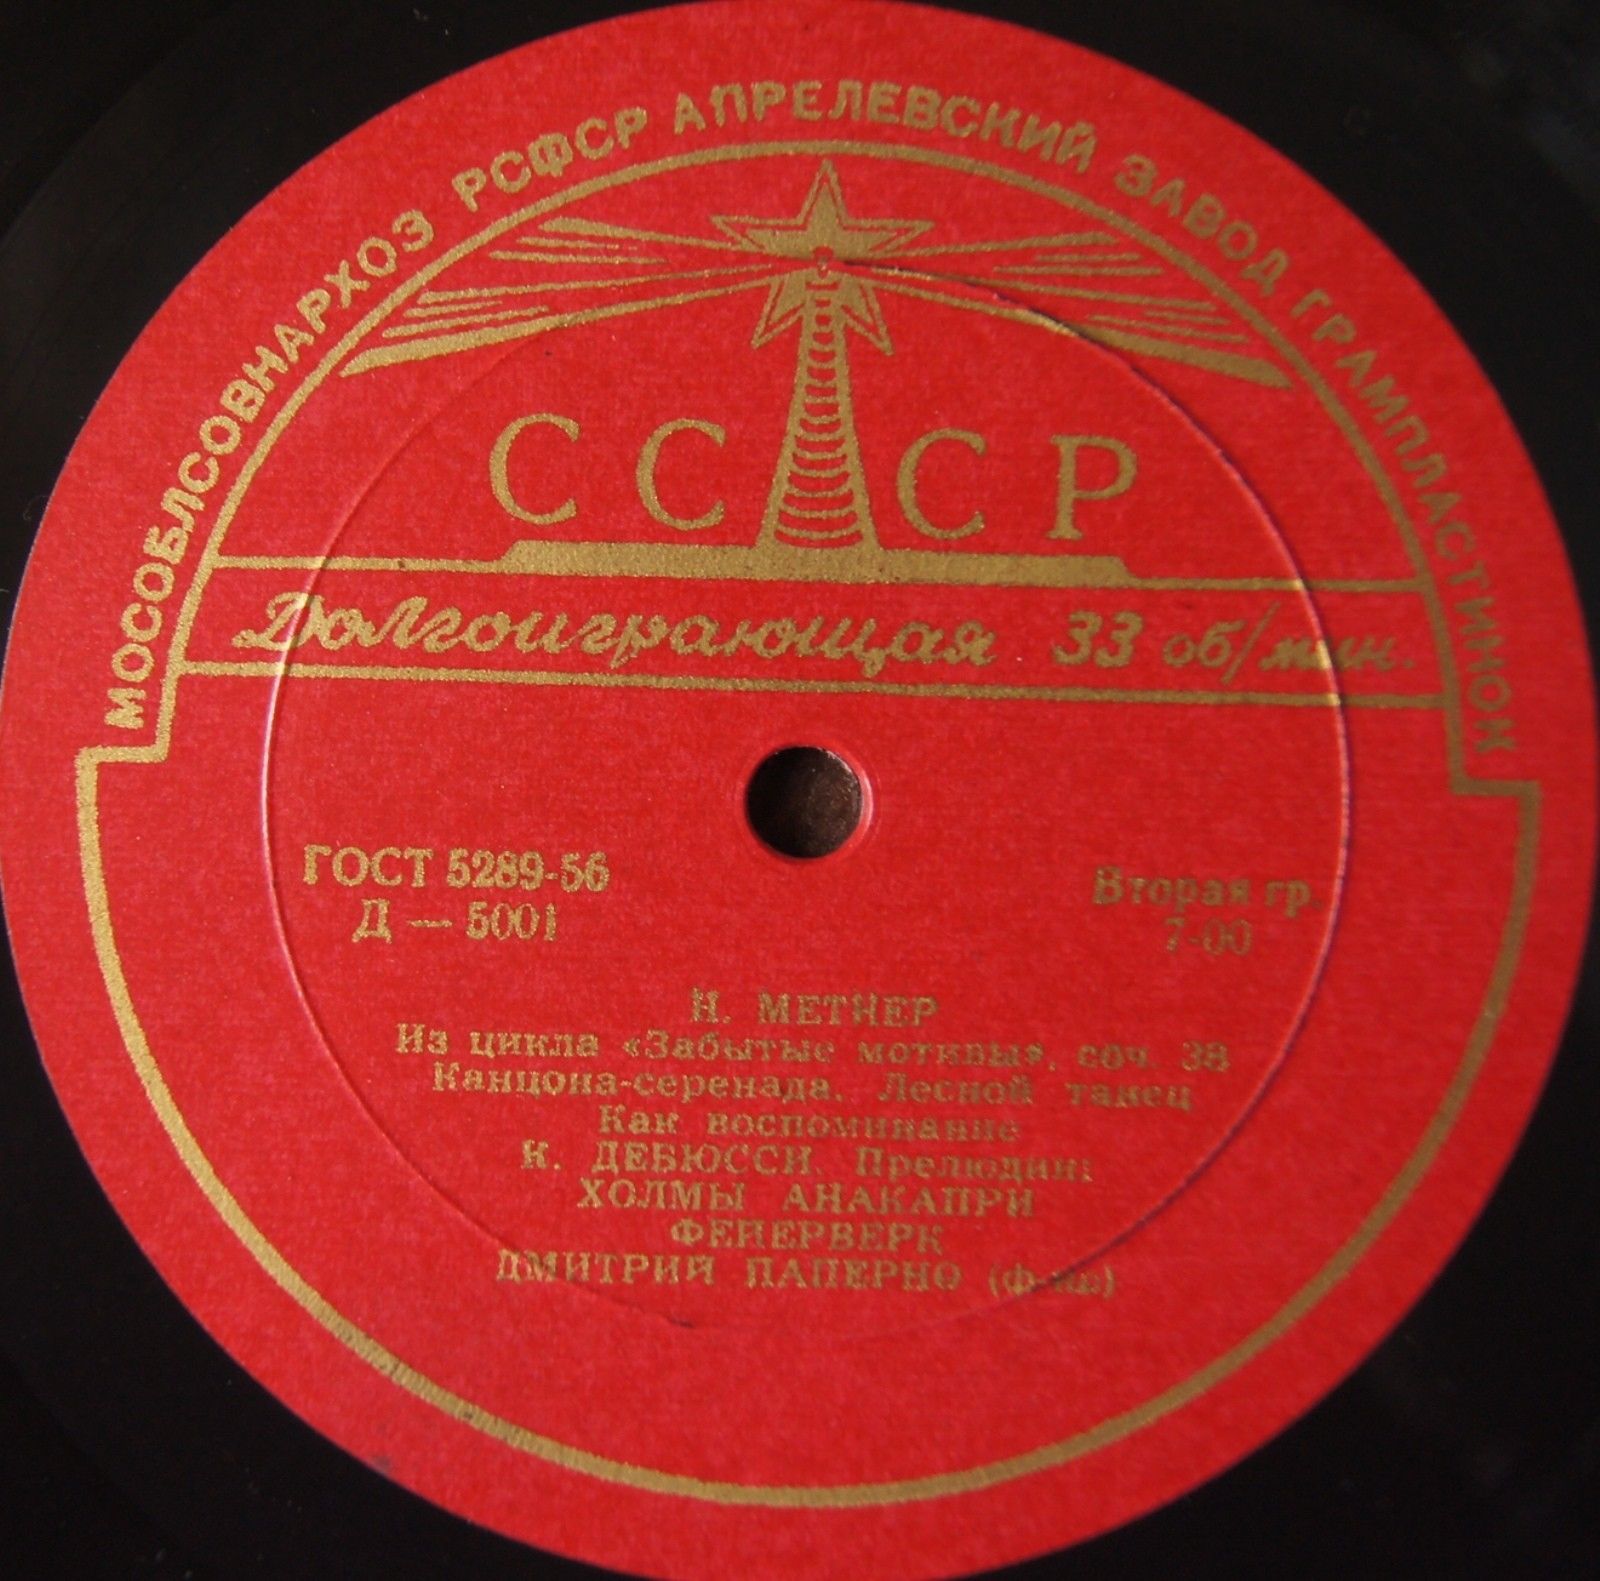 МОСОБЛСОВНАРХОЗ РСФСР АПРЕЛЕВСКИЙ ЗАВОД ГРАМПЛАСТИНОК
СССР
Долгоиграющая 33 об/мин.
ГОСТ 5289-56
Д — 5001
Вторая гр.
7-00
Н. МЕТНЕР
Из цикла «Забытые мотивы», соч. 38
Канцона-серенада. Лесной танец
Как воспоминание
К. ДЕБЮССИ. Прелюдии:
ХОЛМЫ АНАКАПРИ
ФЕЙЕРВЕРК
ДМИТРИЙ ПАПЕРНО (ф-но)